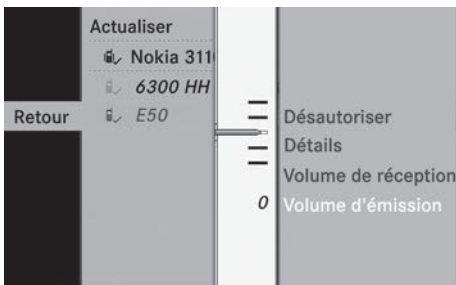 Actualiser
Nokia 311
6300 HH
Retour
E50
Désautoriser
Détails
Volume de réception
0
Volume d'émission